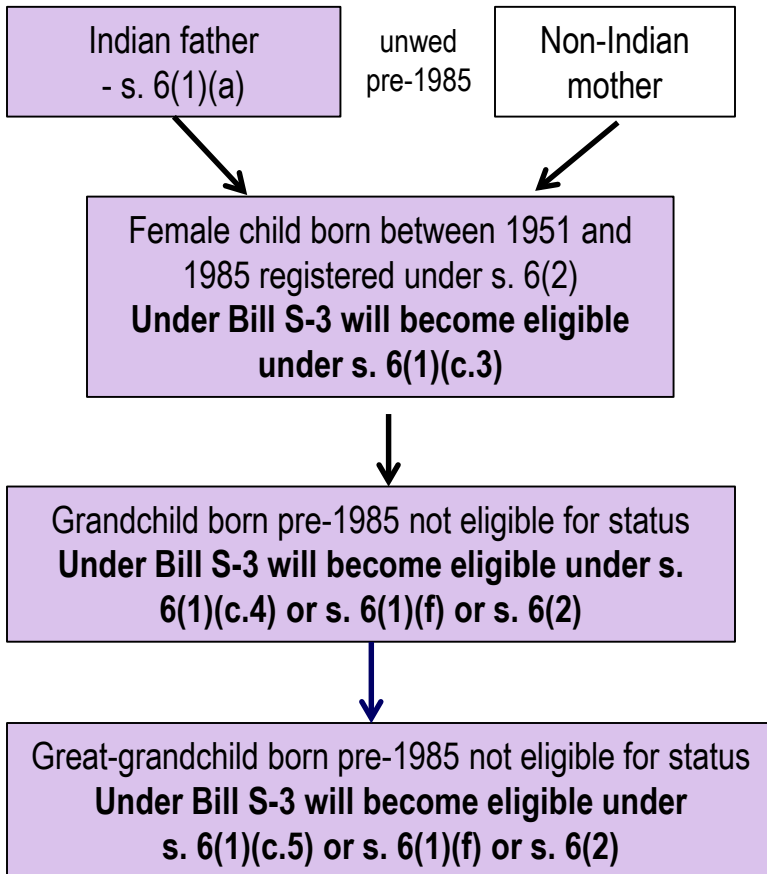 Indian father
- s. 6(1)(a)
unwed
pre-1985
Non-Indian
mother
Female child born between 1951 and
1985 registered under s. 6(2)
Under Bill S-3 will become eligible
under s. 6(1)(c.3)
Grandchild born pre-1985 not eligible for status
Under Bill S-3 will become eligible under s.
6(1)(c.4) or s. 6(1)(f) or s. 6(2)
Great-grandchild born pre-1985 not eligible for status
Under Bill S-3 will become eligible under
s. 6(1)(c.5) or s. 6(1)(f) or s. 6(2)